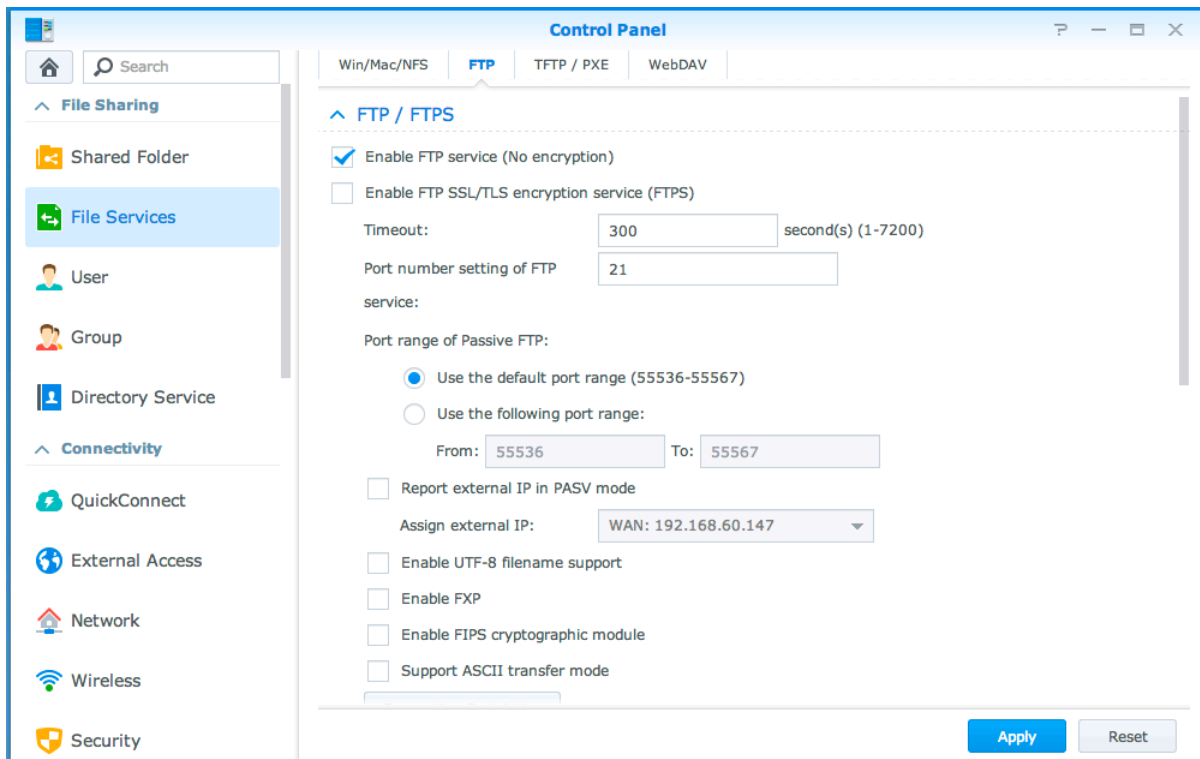 Control Panel
Search
Win/Mac/NFS FTP TFTP / PXE WebDAV
File Sharing
Shared Folder
File Services
User
Group
Directory Service
Connectivity
QuickConnect
External Access
Network
Wireless
Security
FTP / FTPS
Enable FTP service (No encryption)
Enable FTP SSL/TLS encryption service (FTPS)
Timeout: 300 second(s) (1-7200)
Port number setting of FTP 21
service:
Port range of Passive FTP:
Use the default port range (55536-55567)
Use the following port range:
From: 55536 To: 55567
Report external IP in PASV mode
Assign external IP: WAN: 192.168.60.147
Enable UTF-8 filename support
Enable FXP
Enable FIPS cryptographic module
Support ASCII transfer mode
Apply Reset